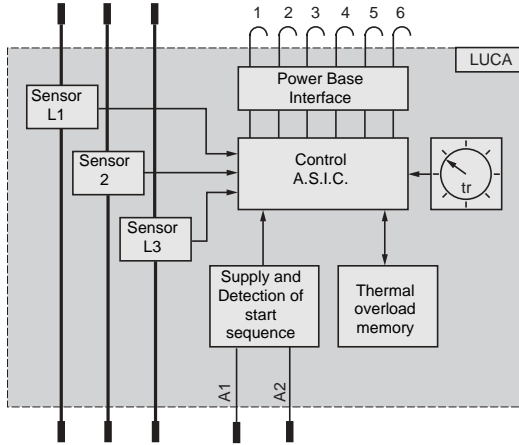 1 2 3 4 5 6
LUCA
Power Base
Interface
Sensor
L1
Sensor
2
Sensor
L3
Control
A.S.I.C.
tr
Supply and
Detection of
start
sequence
Thermal
overload
memory
A1
A2